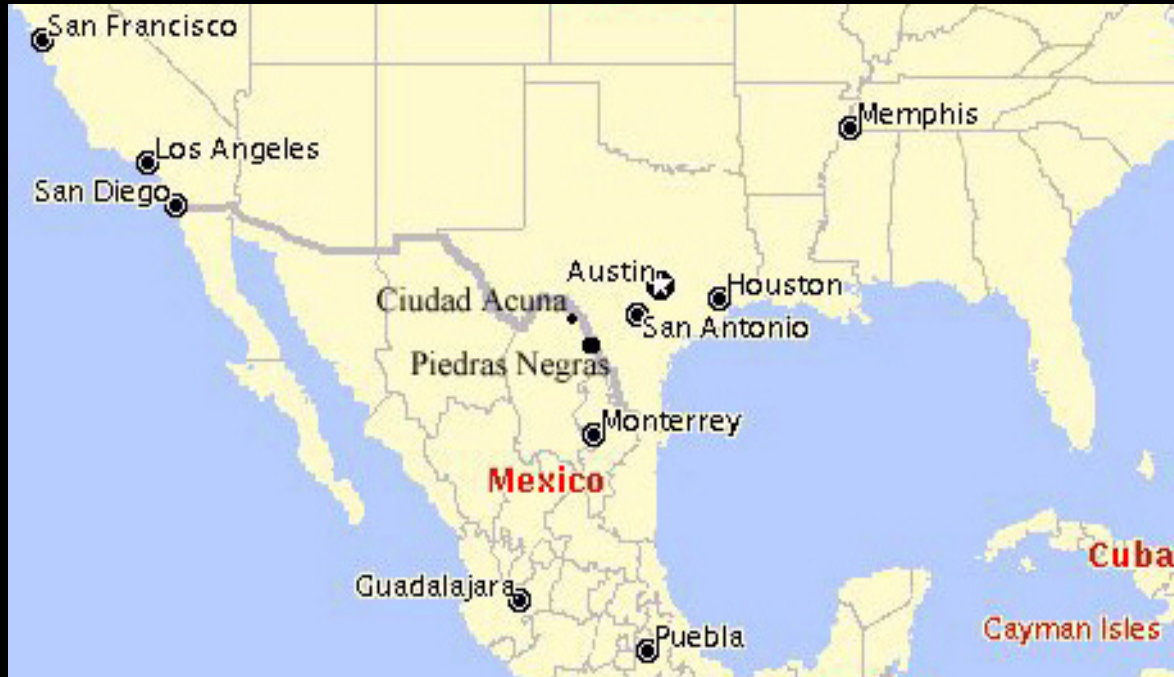 San Francisco
Memphis
Los Angeles
San Diego
Austin
Houston
Ciudad Acuna
San Antonio
Piedras Negras
Monterrey
Mexico
Cuba
Guadalajara
Cayman Isles
Puebla